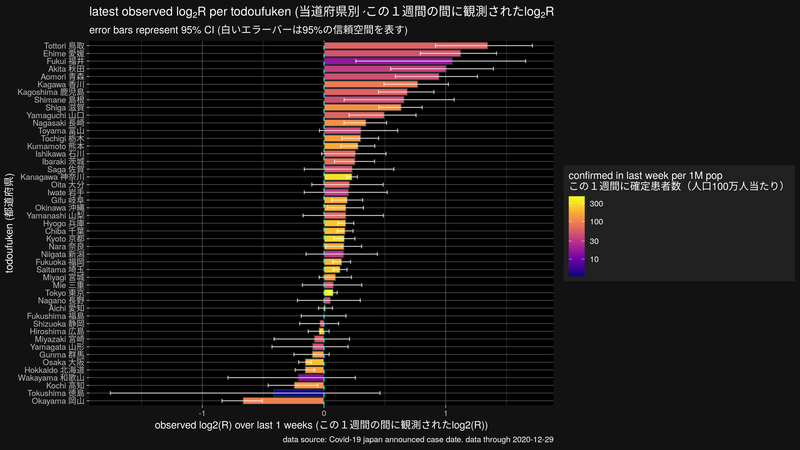 latest observed log₂R per todoufuken (当道府県別 この１週間の間に観測されたlog₂R
error bars represent 95% CI (白いエラーバーは95%の信頼空間を表す)
todoufuken (都道府県)
Tottori 鳥取
Ehime 愛媛
Fukui 福井
Akita 秋田
Aomori 青森
Kagawa 香川
Kagoshima 鹿児島
Shimane 島根
Shiga 滋賀
Yamaguchi 山口
Nagasaki 長崎
Toyama 富山
Tochigi 栃木
Kumamoto 熊本
Ishikawa 石川
Ibaraki 茨城
Saga 佐賀
Kanagawa 神奈川
Oita 大分
Iwate 岩手
Gifu 岐阜
Okinawa 沖縄
Yamanashi 山梨
Hyogo 兵庫
Chiba 千葉
Kyoto 京都
Nara 奈良
Niigata 新潟
Fukuoka 福岡
Saitama 埼玉
Miyagi 宮城
Mie 三重
Tokyo 東京
Nagano 長野
Aichi 愛知
Fukushima 福島
Shizuoka 静岡
Hiroshima 広島
Miyazaki 宮崎
Yamagata 山形
Gunma 群馬
Osaka 大阪
Hokkaido 北海道
Wakayama 和歌山
Kochi 高知
Tokushima 徳島
Okayama 岡山
-1 0 1
observed log2(R) over last 1 weeks (この１週間の間に観測されたlog2(R))
data source: Covid-19 japan announced case date. data through 2020-12-29
confirmed in last week per 1M pop
この１週間に確定患者数（人口100万人当たり）
300
100
30
10